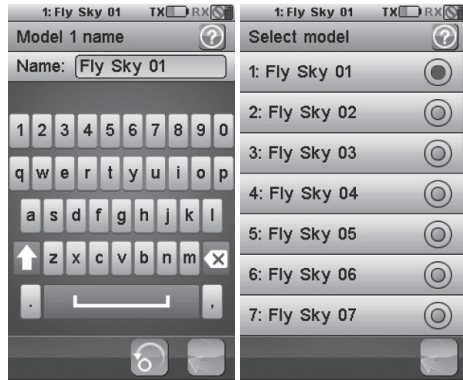 1: Fly Sky 01 TX RX
Model 1 name ?
Name: Fly Sky 01
1 2 3 4 5 6 7 8 9 0
q w e r t y u i o p
a s d f g h j k l
z x c v b n m
. ,
1: Fly Sky 01 TX RX
Select model ?
1: Fly Sky 01
2: Fly Sky 02
3: Fly Sky 03
4: Fly Sky 04
5: Fly Sky 05
6: Fly Sky 06
7: Fly Sky 07